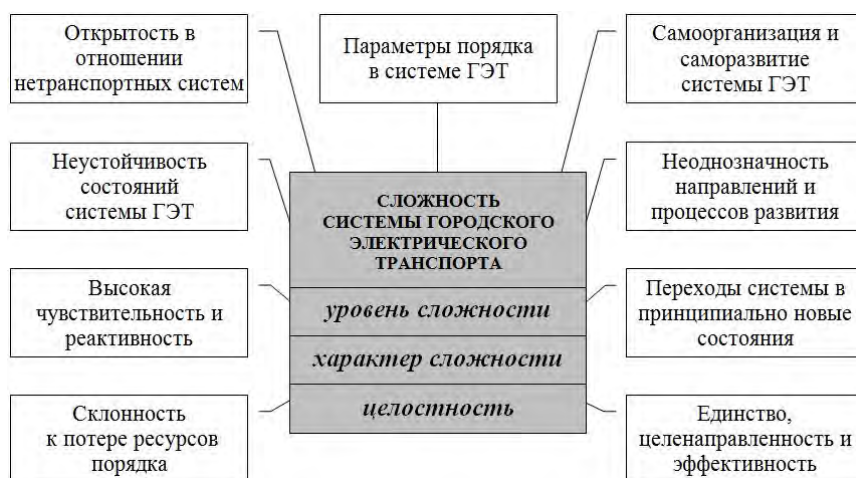 Открытость в
отношении
нетранспортных систем
Параметры порядка
в системе ГЭТ
Самоорганизация и
саморазвитие
системы ГЭТ
Неустойчивость
состояний
системы ГЭТ
СЛОЖНОСТЬ
СИСТЕМЫ ГОРОДСКОГО
ЭЛЕКТРИЧЕСКОГО
ТРАНСПОРТА
Неоднозначность
направлений и
процессов развития
Высокая
чувствительность и
реактивность
уровень сложности
характер сложности
целостность
Переходы системы в
принципиально новые
состояния
Склонность
к потере ресурсов
порядка
Единство,
целенаправленность и
эффективность